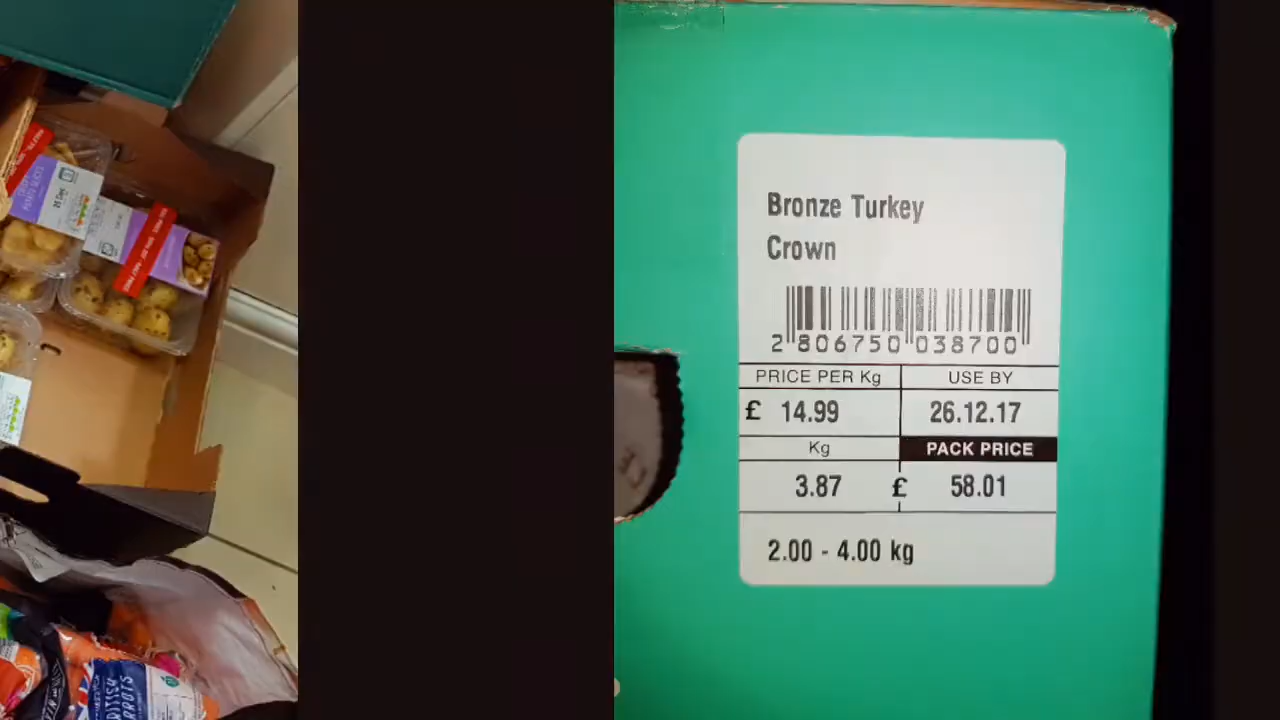 Bronze Turkey
Crown
2 806750 038700
PRICE PER Kg
USE BY
£ 14.99
26.12.17
Kg
PACK PRICE
3.87
£ 58.01
2.00 - 4.00 kg